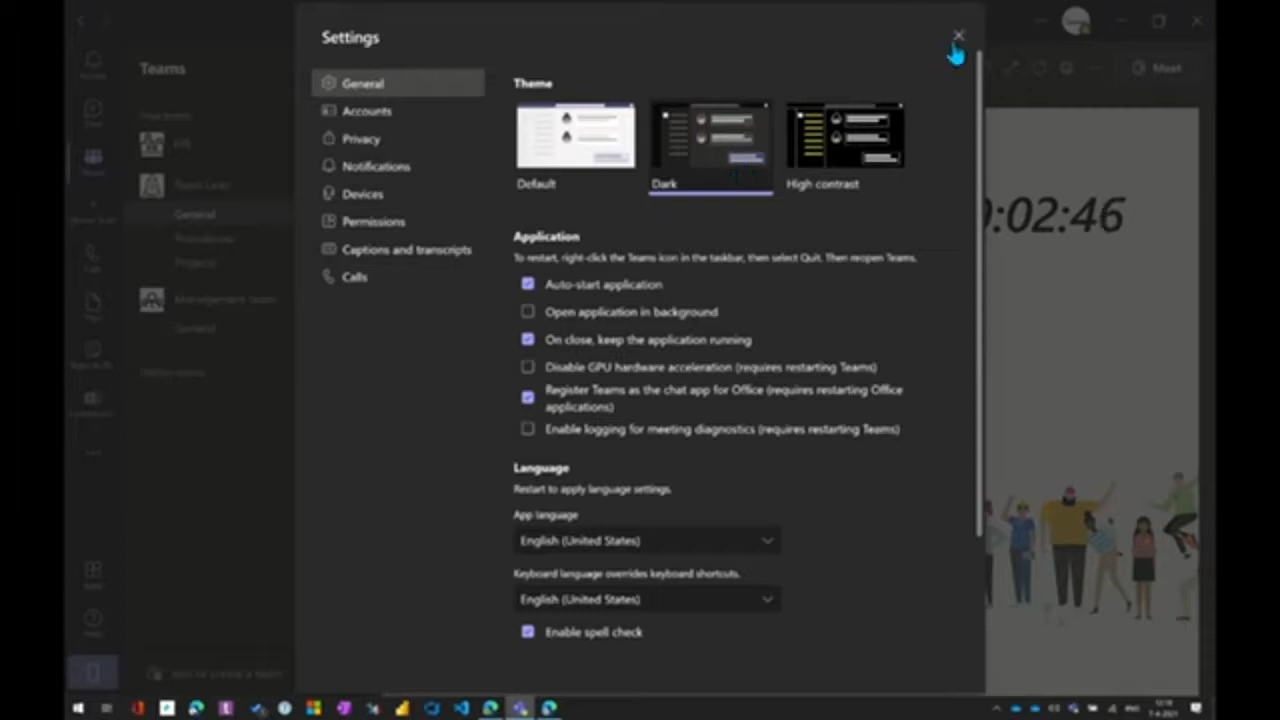 Settings
Teams
Meet
General
Accounts
Privacy
Notifications
Devices
Permissions
Captions and transcripts
Calls
Theme
Default
Dark
High contrast
:02:46
Application
To restart, right-click the Teams icon in the taskbar, then select Quit. Then reopen Teams.
Auto-start application
Open application in background
On close, keep the application running
Disable GPU hardware acceleration (requires restarting Teams)
Register Teams as the chat app for Office (requires restarting Office
applications)
Enable logging for meeting diagnostics (requires restarting Teams)
Language
Restart to apply language settings.
App language
English (United States)
Keyboard language overrides keyboard shortcuts.
English (United States)
Enable spell check
General
Management team
General